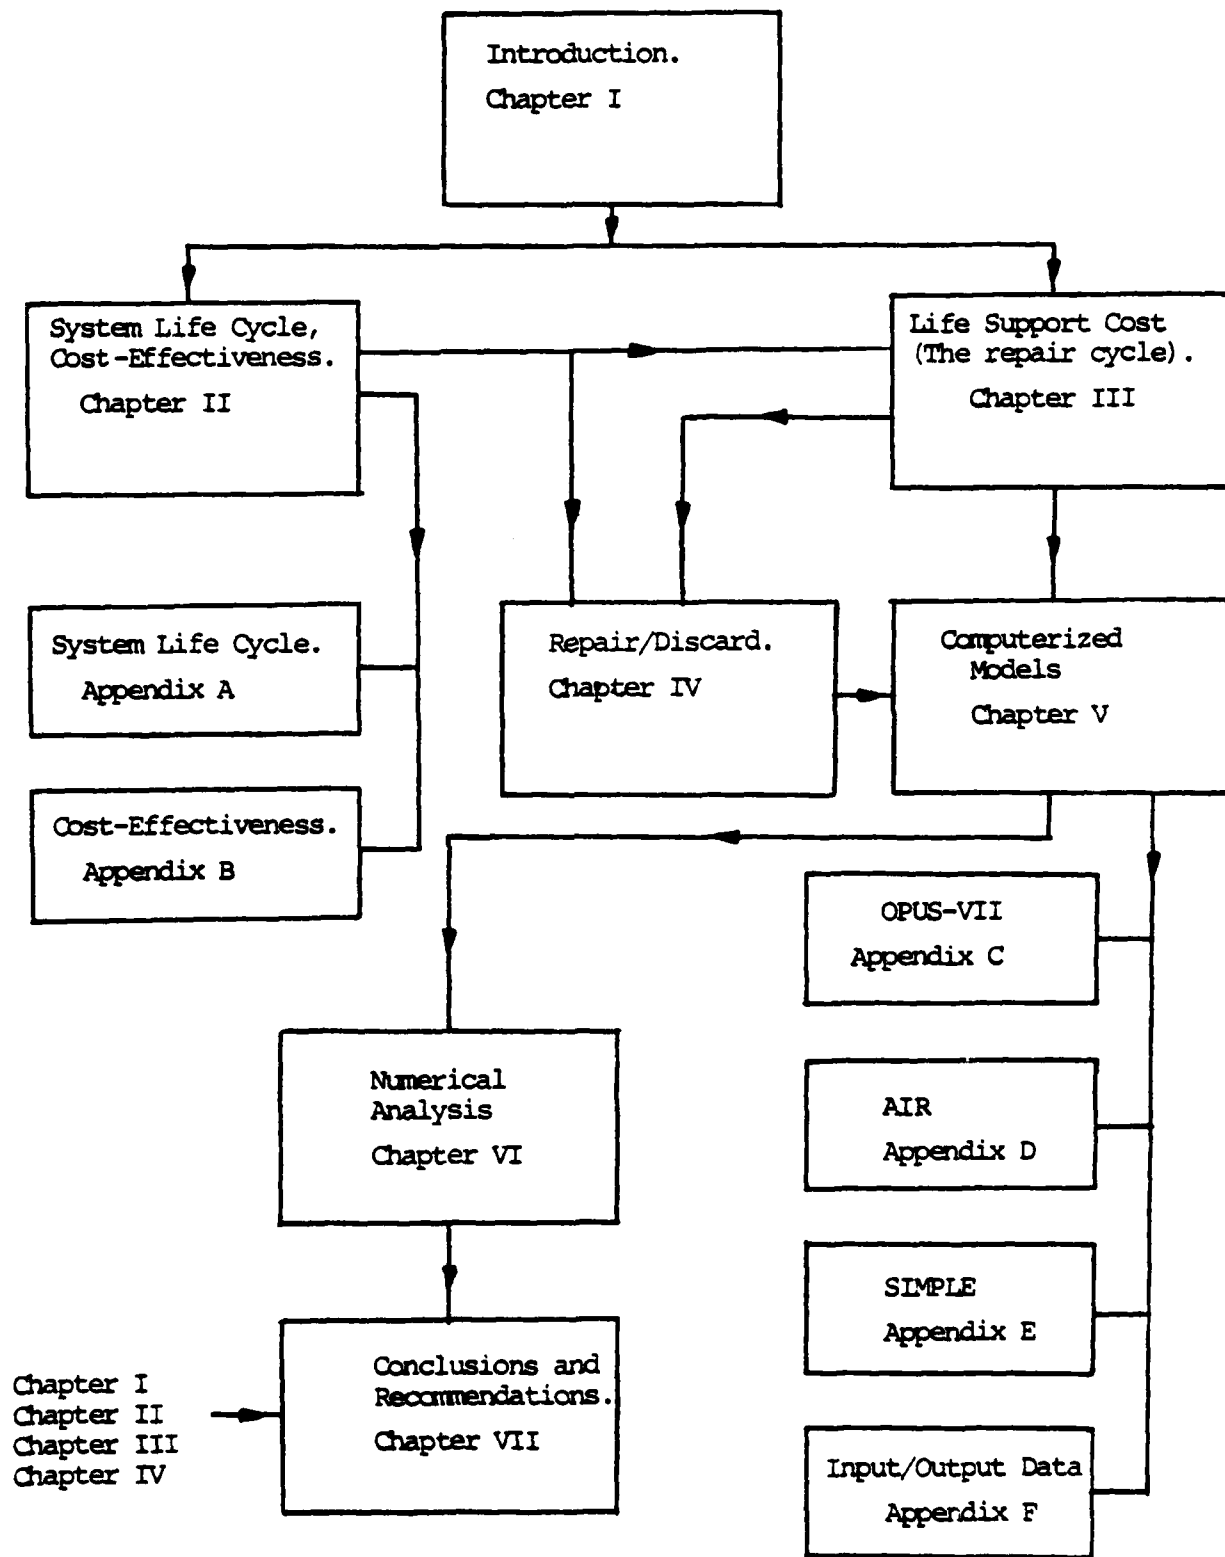 Introduction.
Chapter I
System Life Cycle,
Cost-Effectiveness.
Chapter II
Life Support Cost
(The repair cycle).
Chapter III
System Life Cycle.
Appendix A
Repair/Discard.
Chapter IV
Computerized
Models
Chapter V
Cost-Effectiveness.
Appendix B
OPUS-VII
Appendix C
Numerical
Analysis
Chapter VI
AIR
Appendix D
SIMPLE
Appendix E
Chapter I
Chapter II
Chapter III
Chapter IV
Conclusions and
Recommendations.
Chapter VII
Input/Output Data
Appendix F